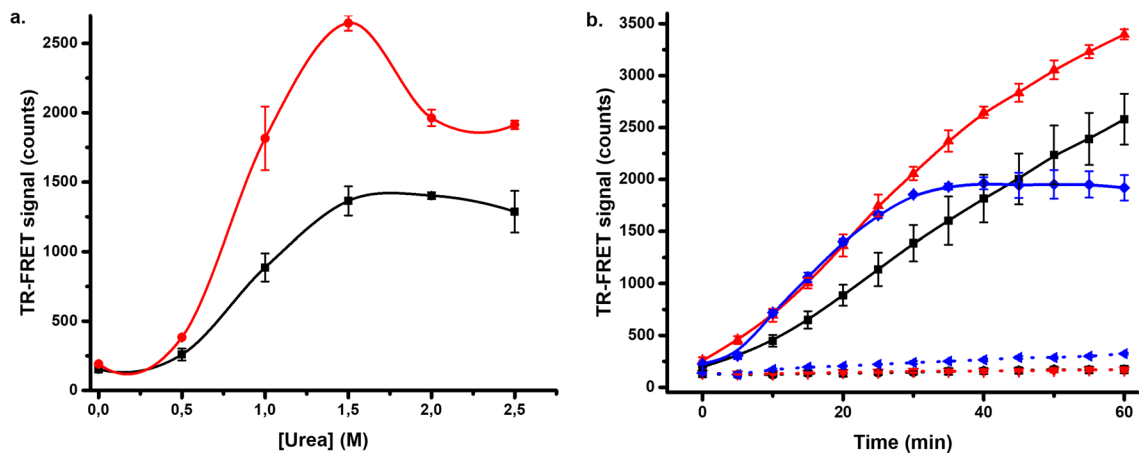 a.
TR-FRET signal (counts)
2500
2000
1500
1000
500
0
0,0 0,5 1,0 1,5 2,0 2,5
[Urea] (M)
b.
TR-FRET signal (counts)
3500
3000
2500
2000
1500
1000
500
0
0 20 40 60
Time (min)